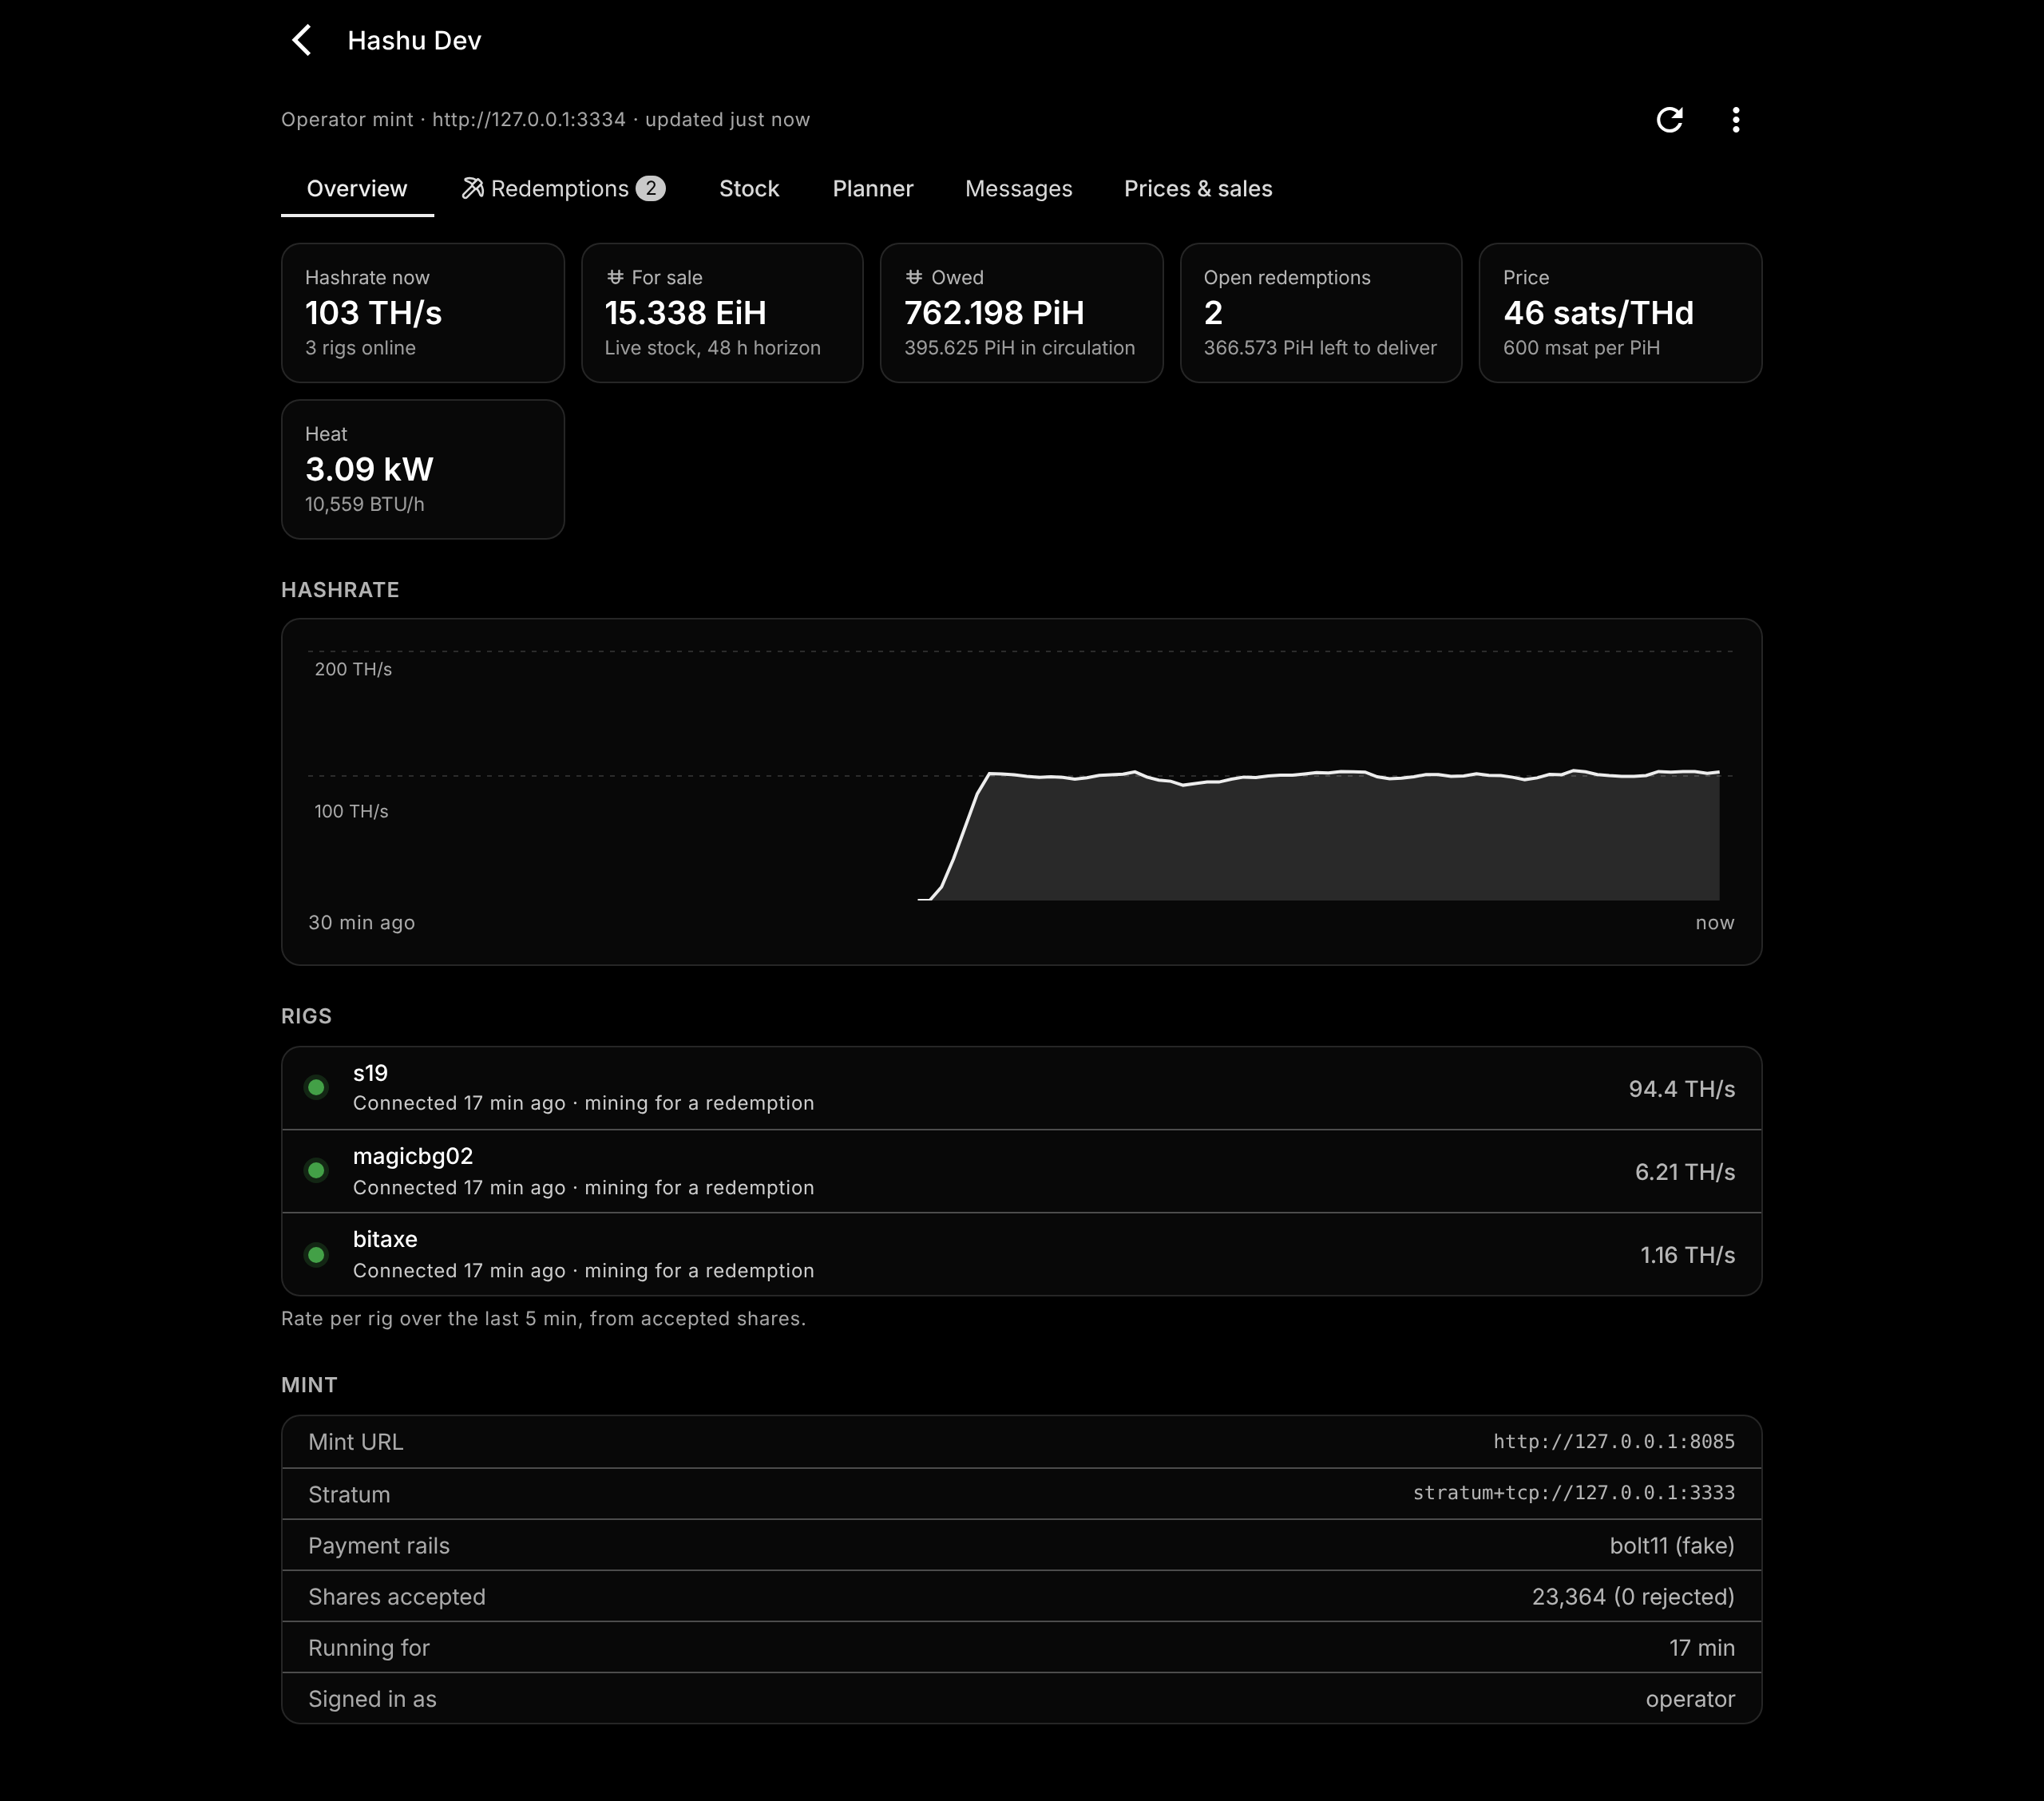 Hashu Dev
Operator mint · http://127.0.0.1:3334 · updated just now
Overview Redemptions 2 Stock Planner Messages Prices & sales
Hashrate now
103 TH/s
3 rigs online
For sale
15.338 EiH
Live stock, 48 h horizon
Owed
762.198 PiH
395.625 PiH in circulation
Open redemptions
2
366.573 PiH left to deliver
Price
46 sats/THd
600 msat per PiH
Heat
3.09 kW
10,559 BTU/h
HASHRATE
200 TH/s
100 TH/s
30 min ago now
RIGS
s19
Connected 17 min ago · mining for a redemption
94.4 TH/s
magicbg02
Connected 17 min ago · mining for a redemption
6.21 TH/s
bitaxe
Connected 17 min ago · mining for a redemption
1.16 TH/s
Rate per rig over the last 5 min, from accepted shares.
MINT
Mint URL http://127.0.0.1:8085
Stratum stratum+tcp://127.0.0.1:3333
Payment rails bolt11 (fake)
Shares accepted 23,364 (0 rejected)
Running for 17 min
Signed in as operator